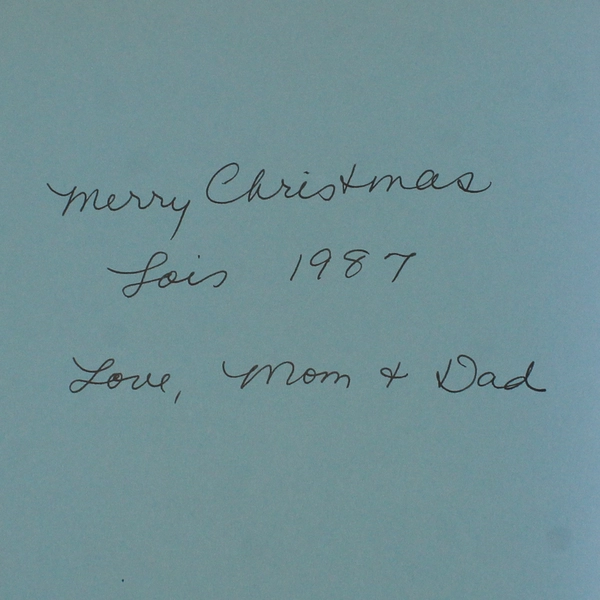 Merry Christmas
Lois 1987
Love, Mom & Dad